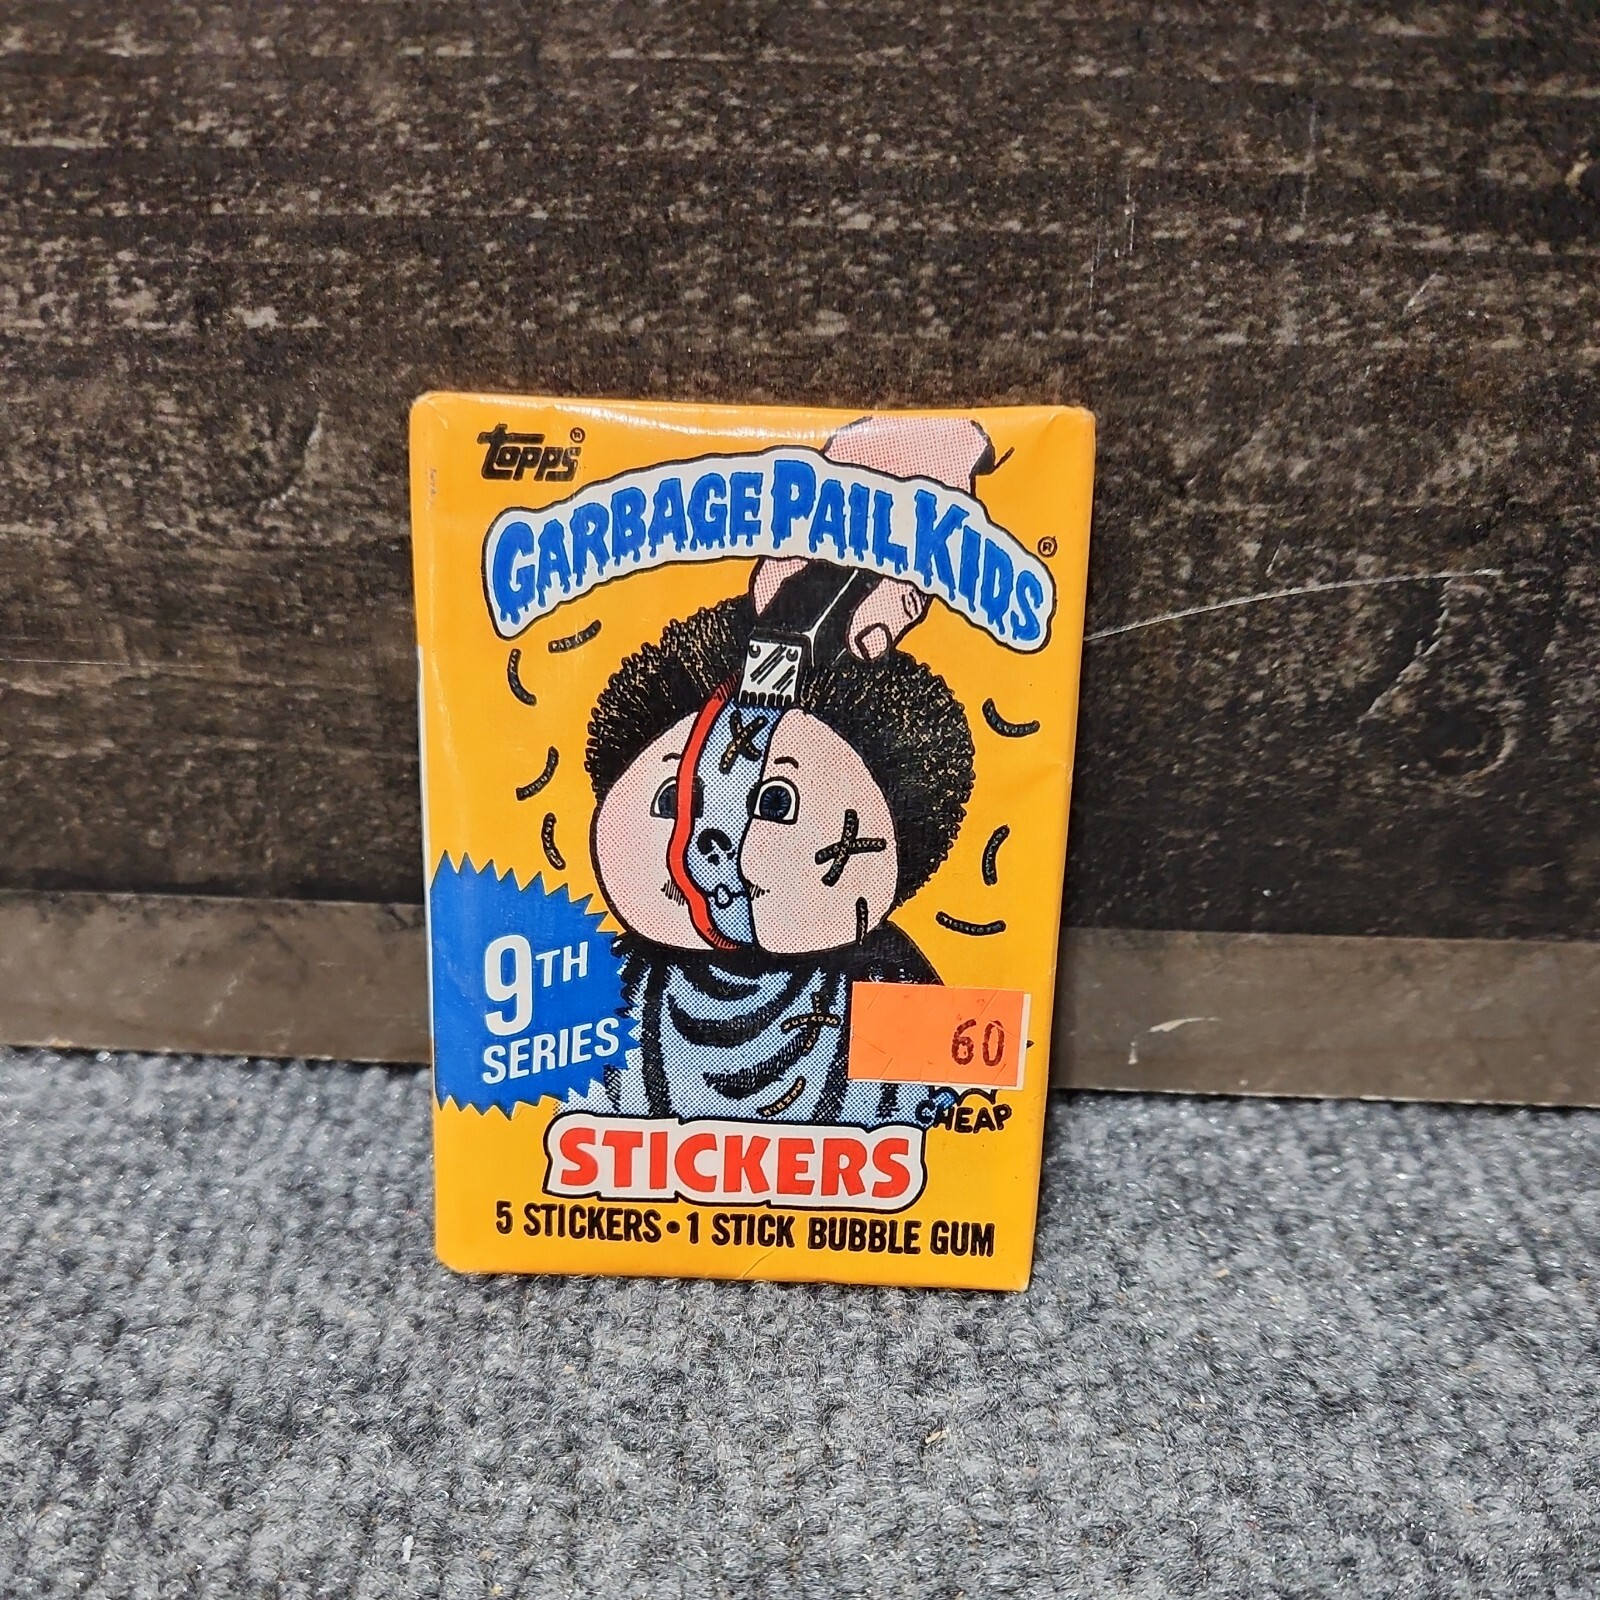 Topps®
GARBAGE PAIL KIDS®
9TH
SERIES
60
CHEAP
STICKERS
5 STICKERS • 1 STICK BUBBLE GUM